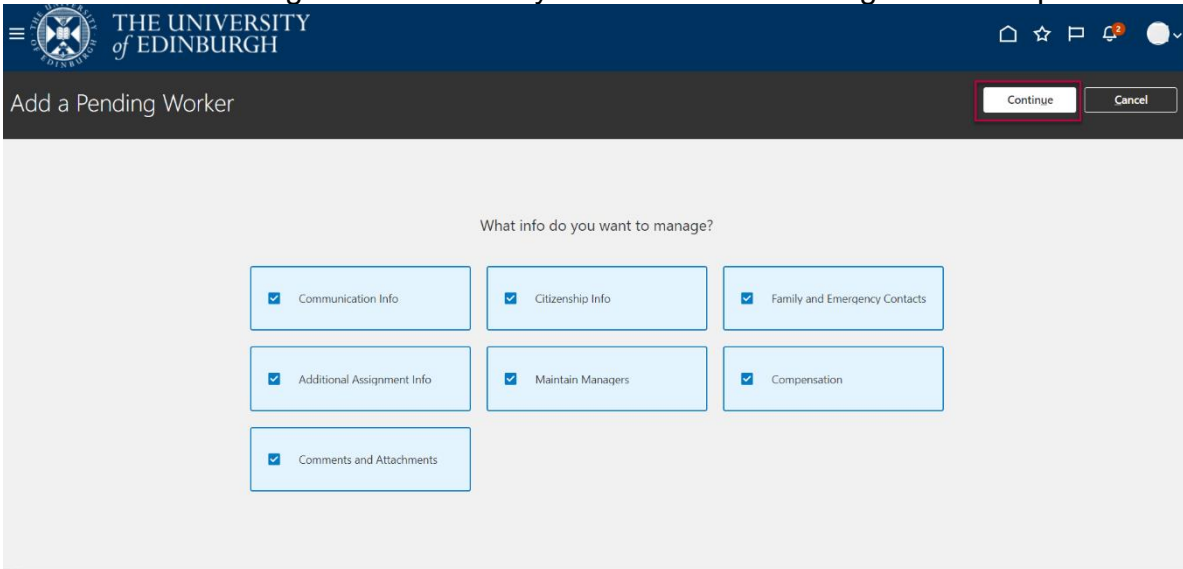 THE UNIVERSITY
of EDINBURGH
2
Add a Pending Worker
Continue
Cancel
What info do you want to manage?
Communication Info
Citizenship Info
Family and Emergency Contacts
Additional Assignment Info
Maintain Managers
Compensation
Comments and Attachments